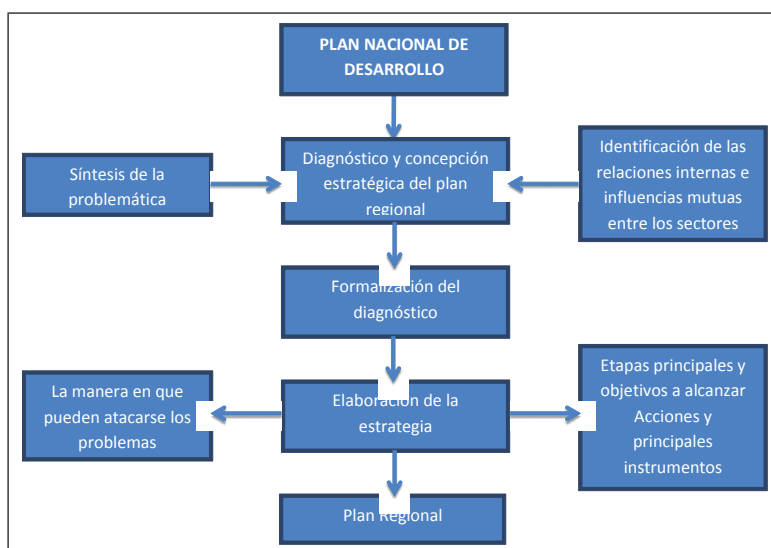 PLAN NACIONAL DE
DESARROLLO
Síntesis de la
problemática
Diagnóstico y concepción
estratégica del plan
regional
Identificación de las
relaciones internas e
influencias mutuas
entre los sectores
Formalización del
diagnóstico
La manera en que
pueden atacarse los
problemas
Elaboración de la
estrategia
Etapas principales y
objetivos a alcanzar
Acciones y
principales
instrumentos
Plan Regional